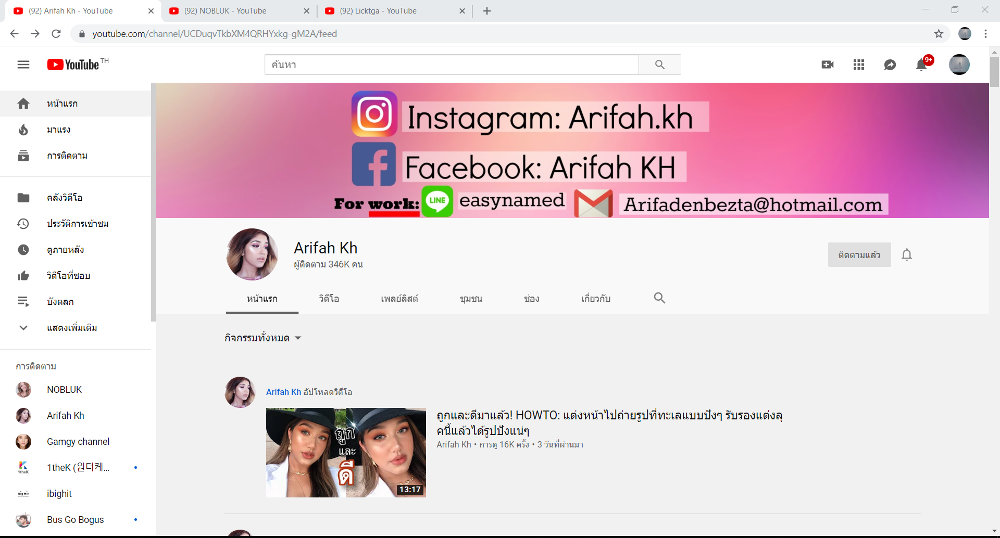 (92) Arifah Kh - YouTube
(92) NOBLUK - YouTube
(92) Licktga - YouTube
youtube.com/channel/UCDuqvTkbXM4QRHYxkg-gM2A/feed
YouTube TH
ค้นหา
9+
หน้าแรก
มาแรง
การติดตาม
คลังวิดีโอ
ประวัติการเข้าชม
ดูภายหลัง
วิดีโอที่ชอบ
บังตลก
แสดงเพิ่มเติม
การติดตาม
NOBLUK
Arifah Kh
Gamgy channel
1theK
1theK (원더케...
Big Hit
ibighit
Bus Go Bogus
Instagram: Arifah.kh
Facebook: Arifah KH
For work: LINE easynamed Arifadenbezta@hotmail.com
Arifah Kh
ผู้ติดตาม 346K คน
ติดตามแล้ว
หน้าแรก วิดีโอ เพลย์ลิสต์ ชุมชน ช่อง เกี่ยวกับ
กิจกรรมทั้งหมด
Arifah Kh อัปโหลดวิดีโอ
ถูก
และ
ดี
13:17
ถูกและดีมาแล้ว! HOWTO: แต่งหน้าไปถ่ายรูปที่ทะเลแบบปังๆ รับรองแต่งลุ
คนี้แล้วได้รูปปังแน่ๆ
Arifah Kh • การดู 16K ครั้ง • 3 วันที่ผ่านมา